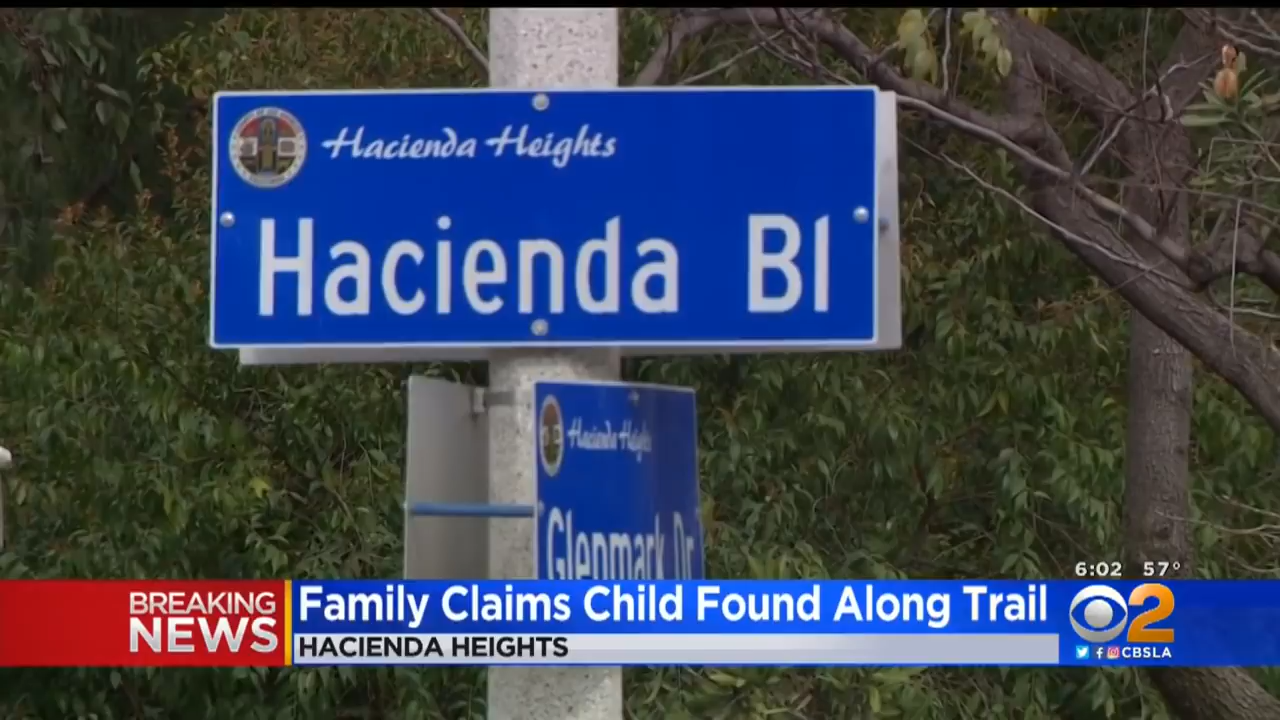 Hacienda Heights
Hacienda Bl
Hacienda Heights
Glenmark Dr
6:02 57°
BREAKING
NEWS
Family Claims Child Found Along Trail
HACIENDA HEIGHTS
2
CBSLA